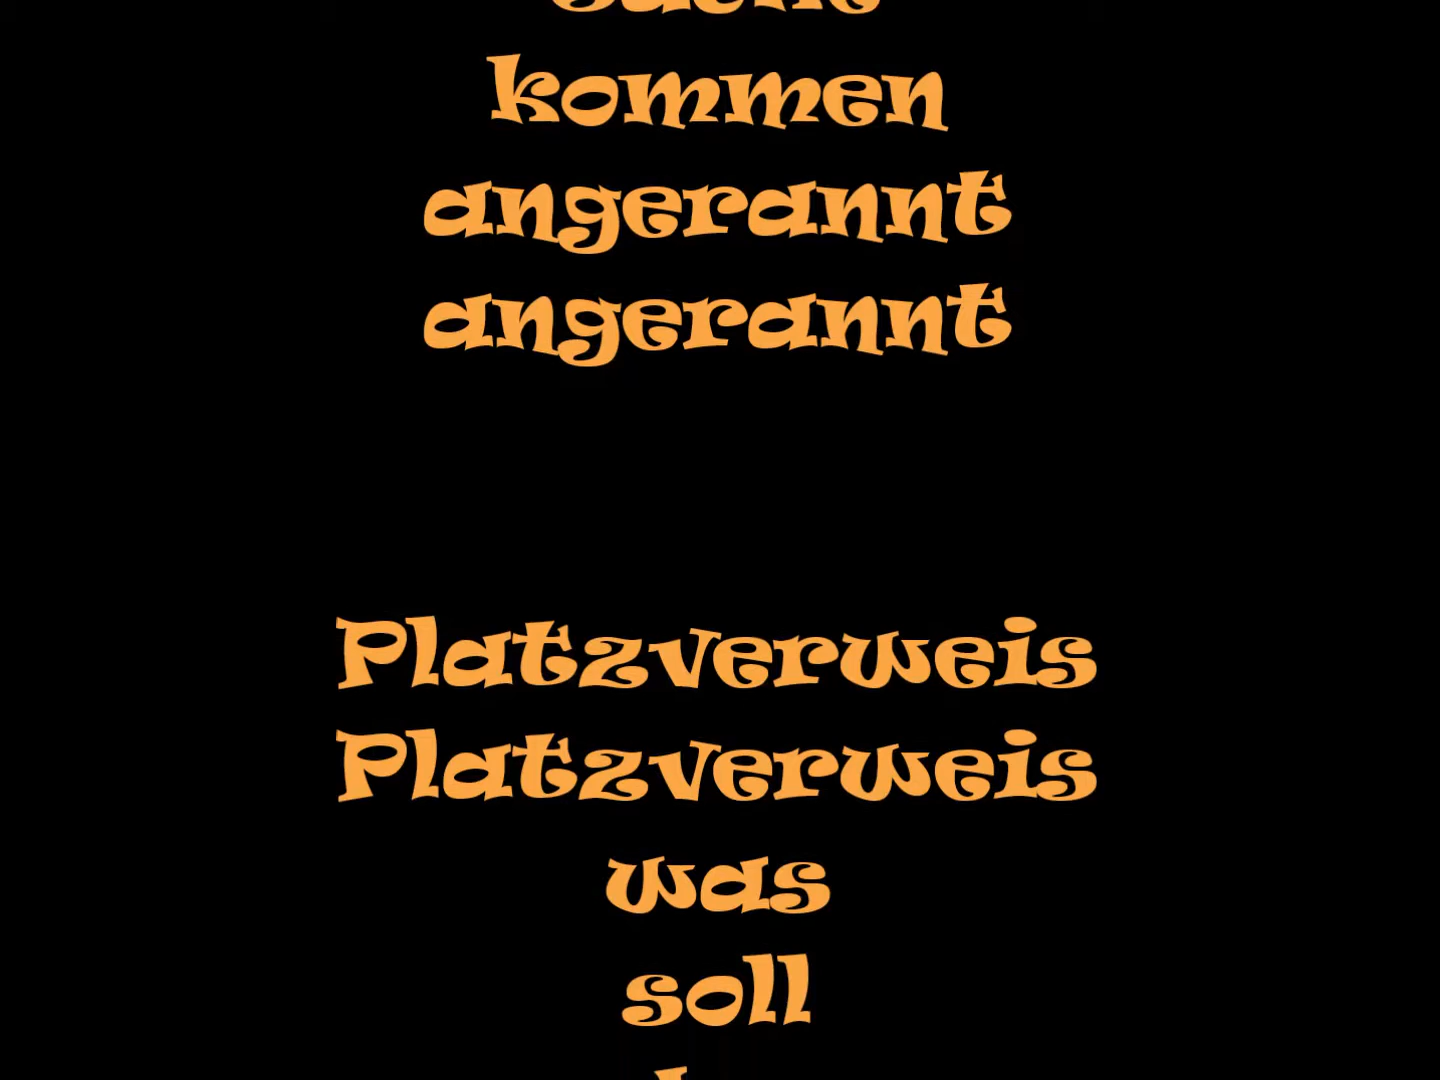 kommen
angerannt
angerannt
Platzverweis
Platzverweis
was
soll